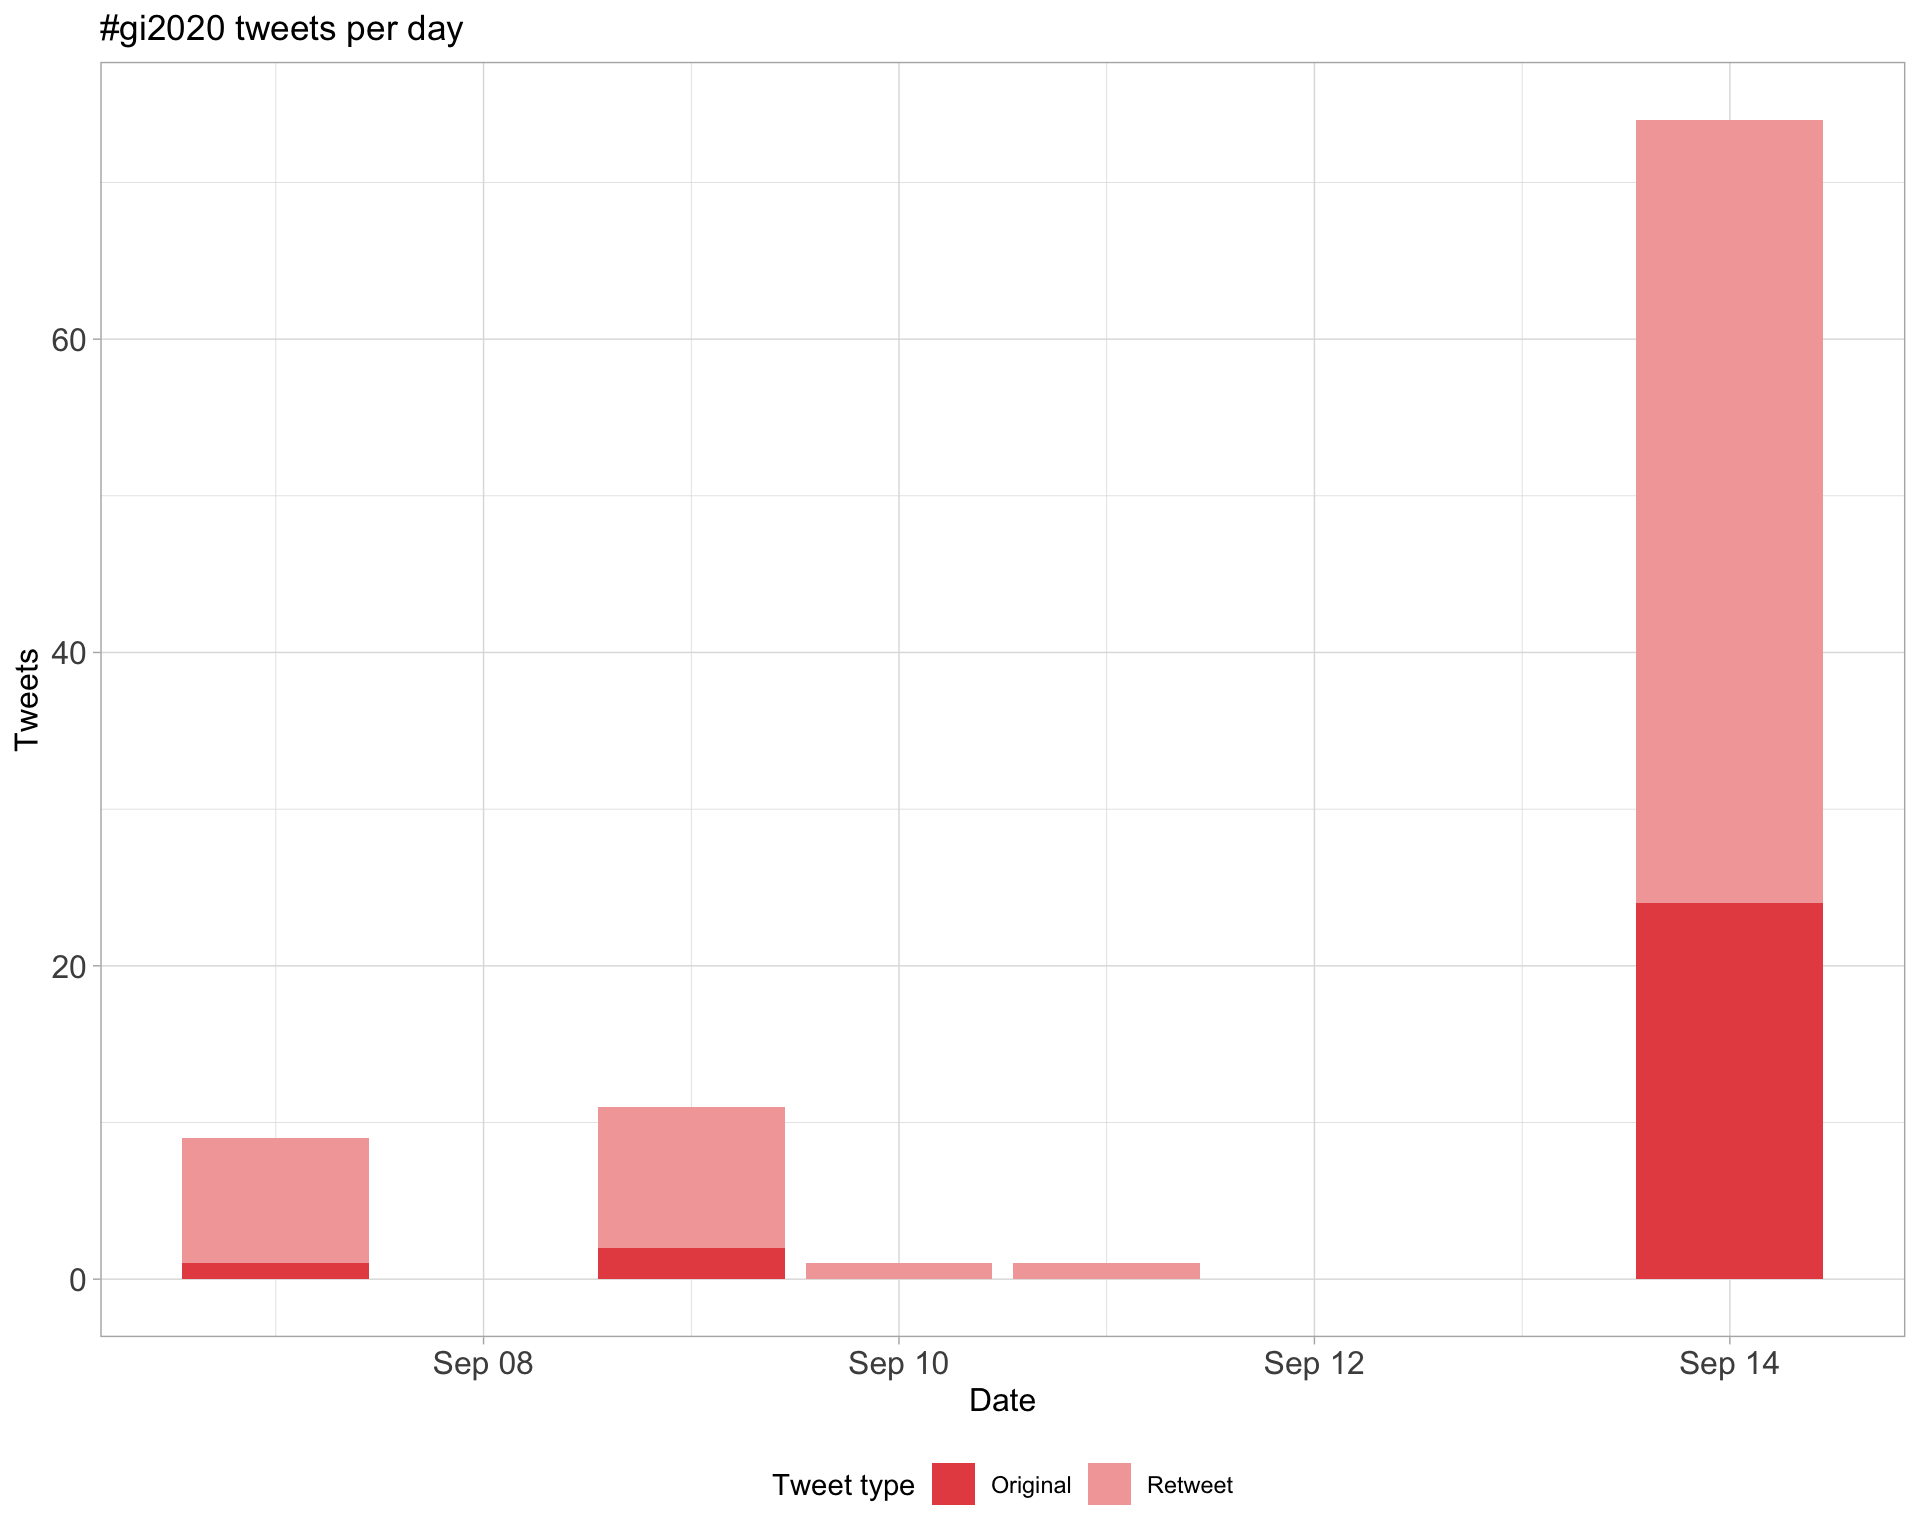 #gi2020 tweets per day
Tweets
60
40
20
0
Sep 08 Sep 10 Sep 12 Sep 14
Date
Tweet type Original Retweet